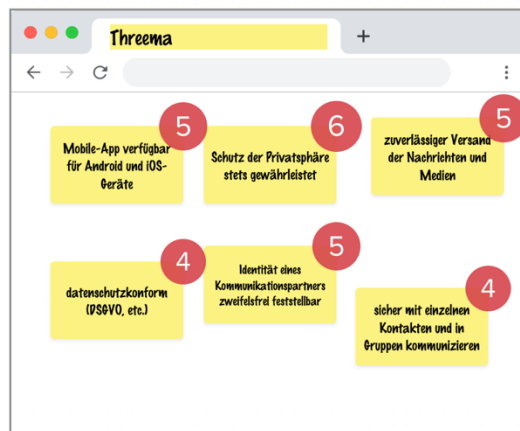 Threema
5
Mobile-App verfügbar
für Android und iOS-
Geräte
6
Schutz der Privatsphäre
stets gewährleistet
5
zuverlässiger Versand
der Nachrichten und
Medien
4
datenschutzkonform
(DSGVO, etc.)
5
Identität eines
Kommunikationspartners
zweifelsfrei feststellbar
4
sicher mit einzelnen
Kontakten und in
Gruppen kommunizieren